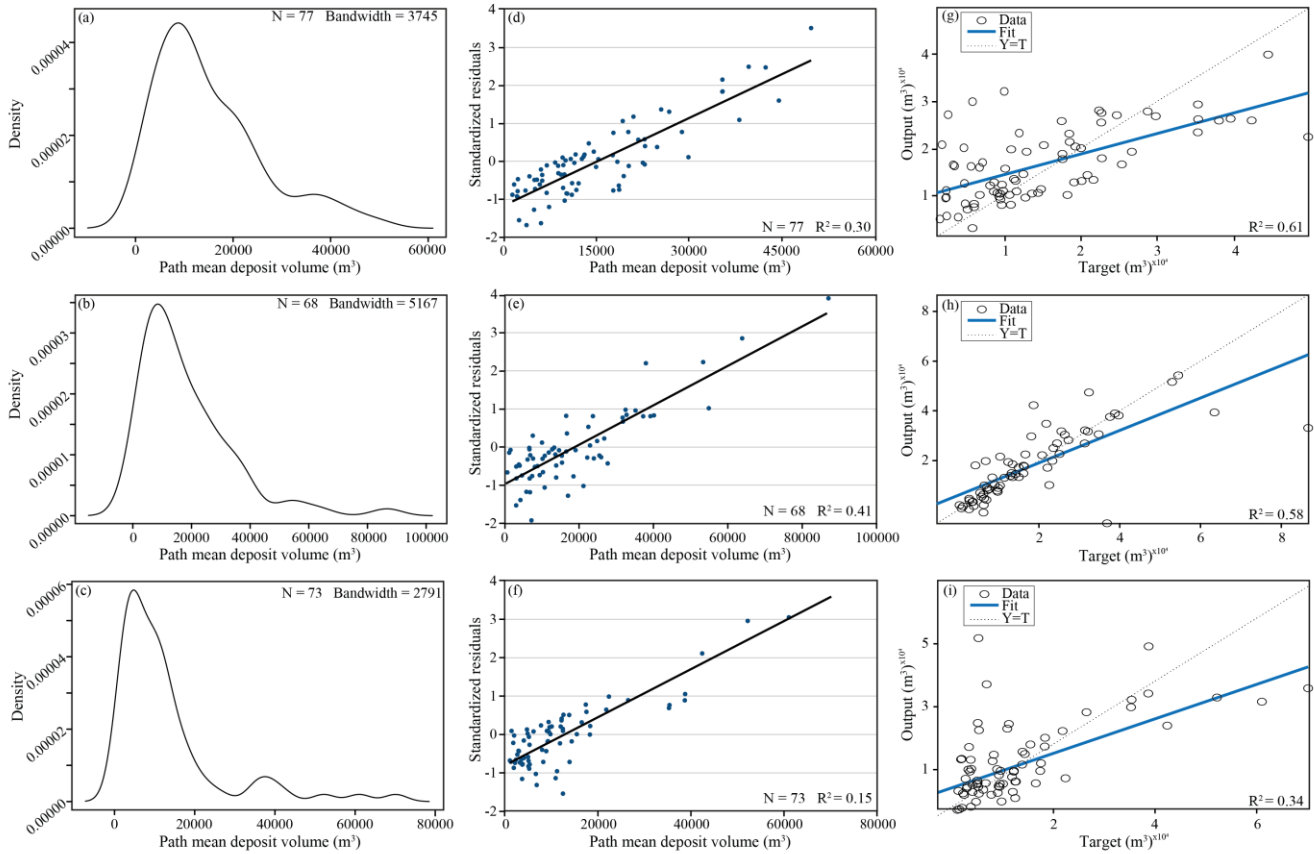 (a)
N = 77 Bandwidth = 3745
0.00004
0.00002
0.00000
Density
0 20000 40000 60000
Path mean deposit volume (m³)
(d)
4
3
2
1
0
-1
-2
Standardized residuals
N = 77 R² = 0.30
0 15000 30000 45000 60000
Path mean deposit volume (m³)
(g)
Data
Fit
Y=T
4
3
2
1
Output (m³)x10⁴
R² = 0.61
1 2 3 4
Target (m³)x10⁴
(b)
N = 68 Bandwidth = 5167
0.00003
0.00002
0.00001
0.00000
Density
0 20000 40000 60000 80000 100000
Path mean deposit volume (m³)
(e)
4
3
2
1
0
-1
-2
Standardized residuals
N = 68 R² = 0.41
0 20000 40000 60000 80000 100000
Path mean deposit volume (m³)
(h)
Data
Fit
Y=T
8
6
4
2
Output (m³)x10⁴
R² = 0.58
2 4 6 8
Target (m³)x10⁴
(c)
N = 73 Bandwidth = 2791
0.00006
0.00004
0.00002
0.00000
Density
0 20000 40000 60000 80000
Path mean deposit volume (m³)
(f)
4
3
2
1
0
-1
-2
Standardized residuals
N = 73 R² = 0.15
0 20000 40000 60000 80000
Path mean deposit volume (m³)
(i)
Data
Fit
Y=T
5
3
1
Output (m³)x10⁴
R² = 0.34
2 4 6
Target (m³)x10⁴